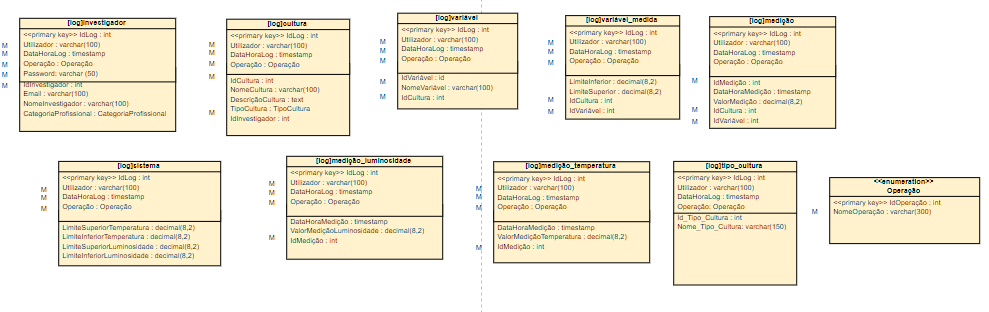 [log]investigador
<<primary key>> IdLog : int
M Utilizador : varchar(100)
M DataHoraLog : timestamp
M Operação : Operação
M Password: varchar (50)
M IdInvestigador : int
Email : varchar(100)
NomeInvestigador : varchar(100)
CategoriaProfissional : CategoriaProfissional
[log]cultura
<<primary key>> IdLog : int
M Utilizador : varchar(100)
M DataHoraLog : timestamp
M Operação : Operação
M IdCultura : int
NomeCultura : varchar(100)
DescriçãoCultura : text
M TipoCultura : TipoCultura
IdInvestigador : int
[log]variável
<<primary key>> IdLog : int
M Utilizador : varchar(100)
M DataHoraLog : timestamp
M Operação : Operação
M IdVariável : id
NomeVariável : varchar(100)
M IdCultura : int
[log]variável_medida
<<primary key>> IdLog : int
M Utilizador : varchar(100)
M DataHoraLog : timestamp
M Operação : Operação
LimiteInferior : decimal(8,2)
LimiteSuperior : decimal(8,2)
M IdCultura : int
M IdVariável : int
[log]medição
<<primary key>> IdLog : int
Utilizador : varchar(100)
DataHoraLog : timestamp
Operação : Operação
M IdMedição : int
DataHoraMedição : timestamp
ValorMedição : decimal(8,2)
M IdCultura : int
M IdVariável : int
[log]sistema
<<primary key>> IdLog : int
M Utilizador : varchar(100)
M DataHoraLog : timestamp
M Operação : Operação
LimiteSuperiorTemperatura : decimal(8,2)
LimiteInferiorTemperatura : decimal(8,2)
LimiteSuperiorLuminosidade : decimal(8,2)
LimiteInferiorLuminosidade : decimal(8,2)
[log]medição_luminosidade
<<primary key>> IdLog : int
M Utilizador : varchar(100)
M DataHoraLog : timestamp
M Operação : Operação
DataHoraMedição : timestamp
ValorMediçãoLuminosidade : decimal(8,2)
M IdMedição : int
[log]medição_temperatura
<<primary key>> IdLog : int
M Utilizador : varchar(100)
M DataHoraLog : timestamp
M Operação : Operação
DataHoraMedição : timestamp
ValorMediçãoTemperatura : decimal(8,2)
M IdMedição : int
[log]tipo_cultura
<<primary key>> IdLog : int
Utilizador : varchar(100)
DataHoraLog : timestamp
Operação: Operação
Id_Tipo_Cultura : int
Nome_Tipo_Cultura: varchar(150)
<<enumeration>>
Operação
<<primary key>> IdOperação : int
M NomeOperação : varchar(300)